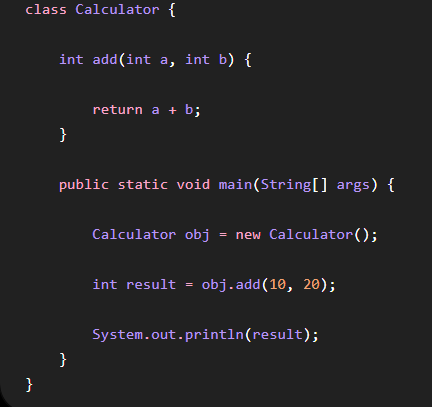 class Calculator {
    int add(int a, int b) {
        return a + b;
    }
    public static void main(String[] args) {
        Calculator obj = new Calculator();
        int result = obj.add(10, 20);
        System.out.println(result);
    }
}